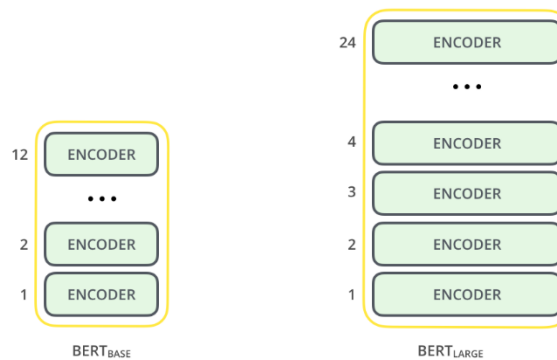 12 ENCODER
...
2 ENCODER
1 ENCODER
BERTBASE
24 ENCODER
...
4 ENCODER
3 ENCODER
2 ENCODER
1 ENCODER
BERTLARGE